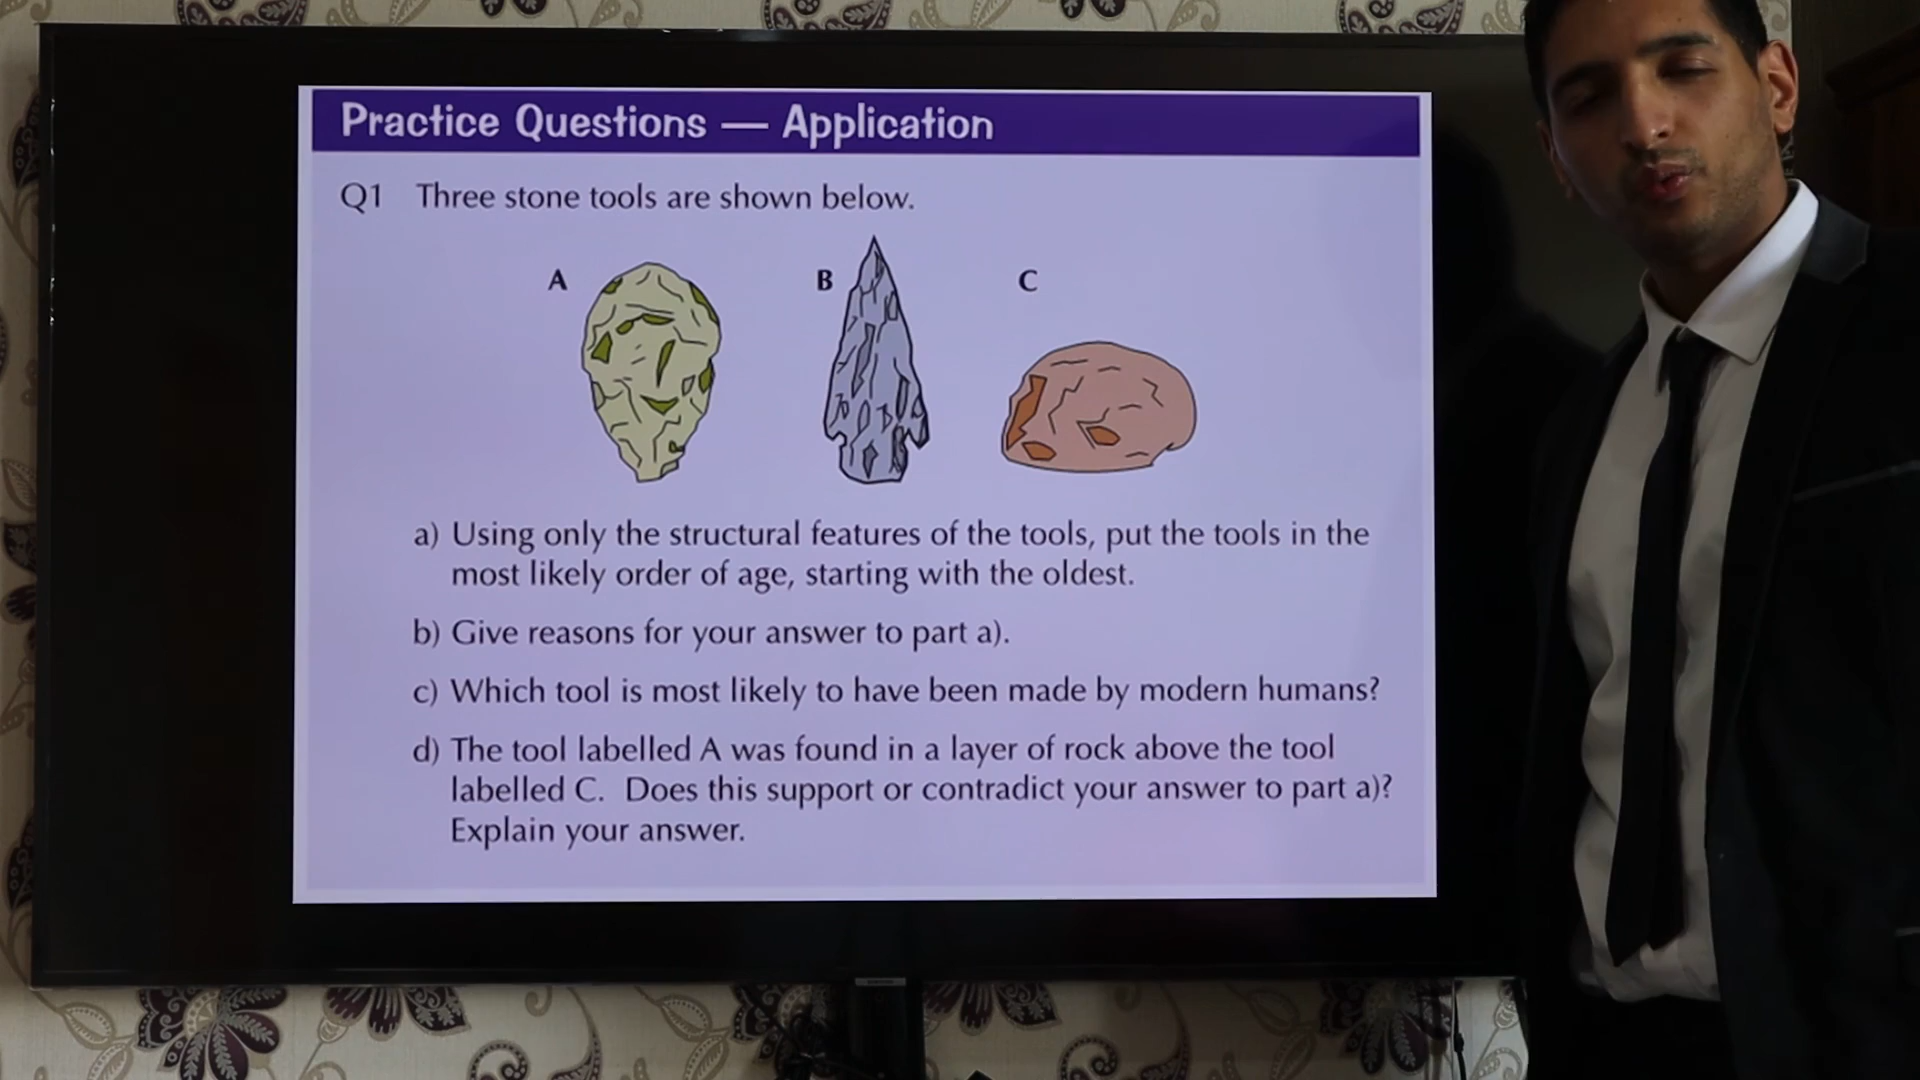 Practice Questions — Application
Q1 Three stone tools are shown below.
A B C
a) Using only the structural features of the tools, put the tools in the
most likely order of age, starting with the oldest.
b) Give reasons for your answer to part a).
c) Which tool is most likely to have been made by modern humans?
d) The tool labelled A was found in a layer of rock above the tool
labelled C. Does this support or contradict your answer to part a)?
Explain your answer.